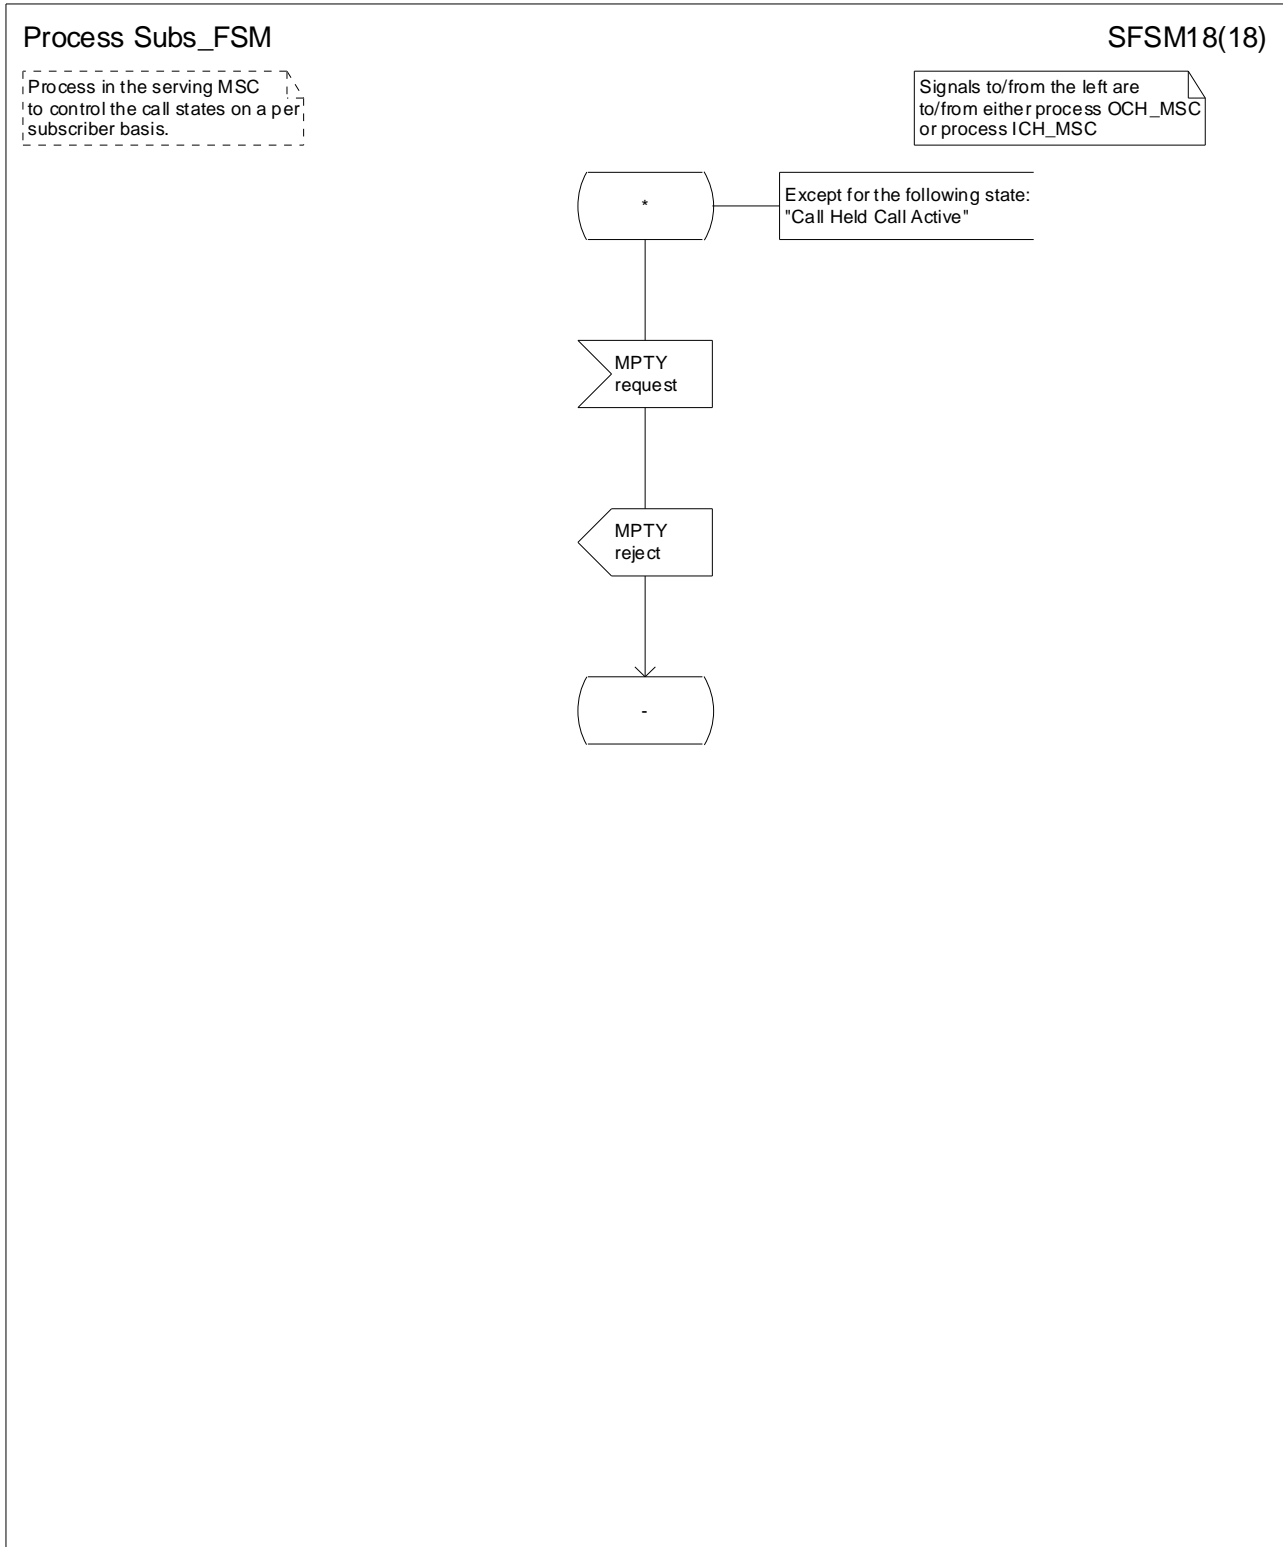 Process Subs_FSM
SFSM18(18)
Process in the serving MSC
to control the call states on a per
subscriber basis.
Signals to/from the left are
to/from either process OCH_MSC
or process ICH_MSC
*
Except for the following state:
"Call Held Call Active"
MPTY
request
MPTY
reject
-